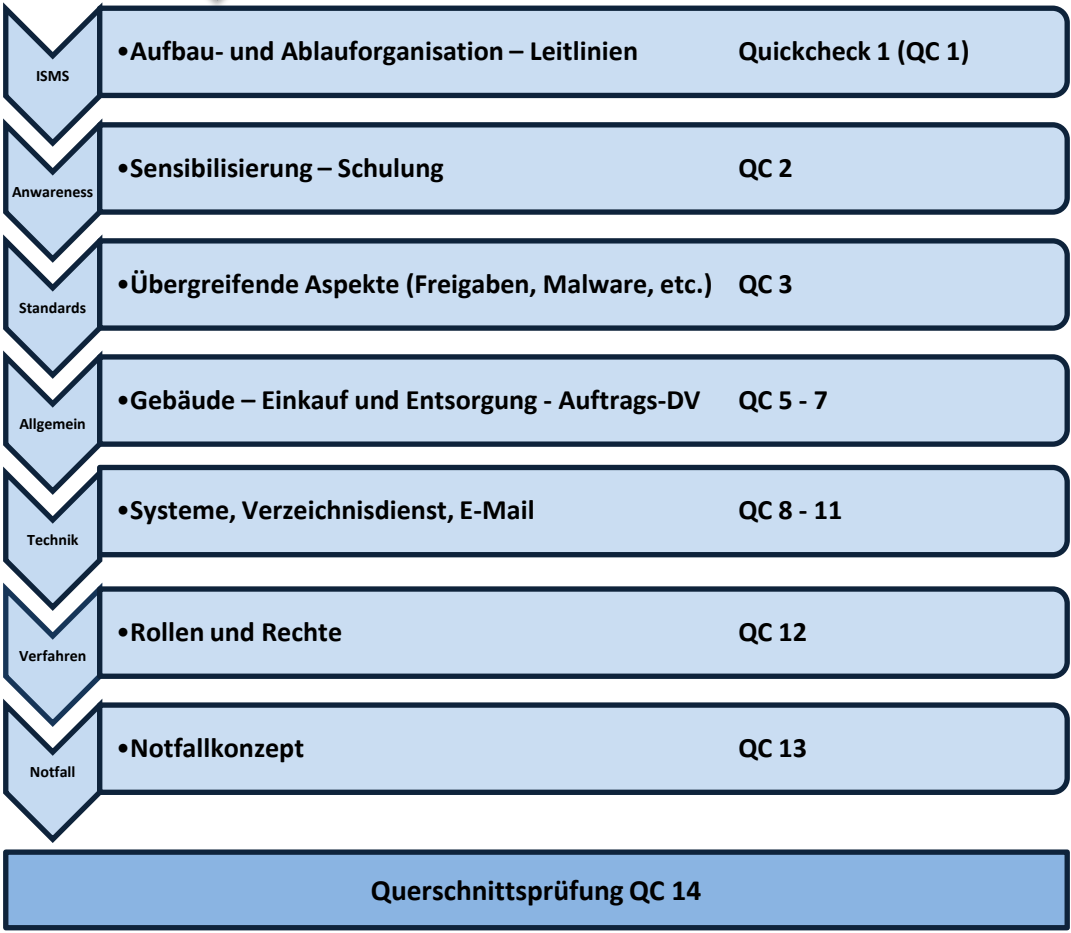 ISMS
•Aufbau- und Ablauforganisation – Leitlinien Quickcheck 1 (QC 1)
Anwareness
•Sensibilisierung – Schulung QC 2
Standards
•Übergreifende Aspekte (Freigaben, Malware, etc.) QC 3
Allgemein
•Gebäude – Einkauf und Entsorgung - Auftrags-DV QC 5 - 7
Technik
•Systeme, Verzeichnisdienst, E-Mail QC 8 - 11
Verfahren
•Rollen und Rechte QC 12
Notfall
•Notfallkonzept QC 13
Querschnittsprüfung QC 14